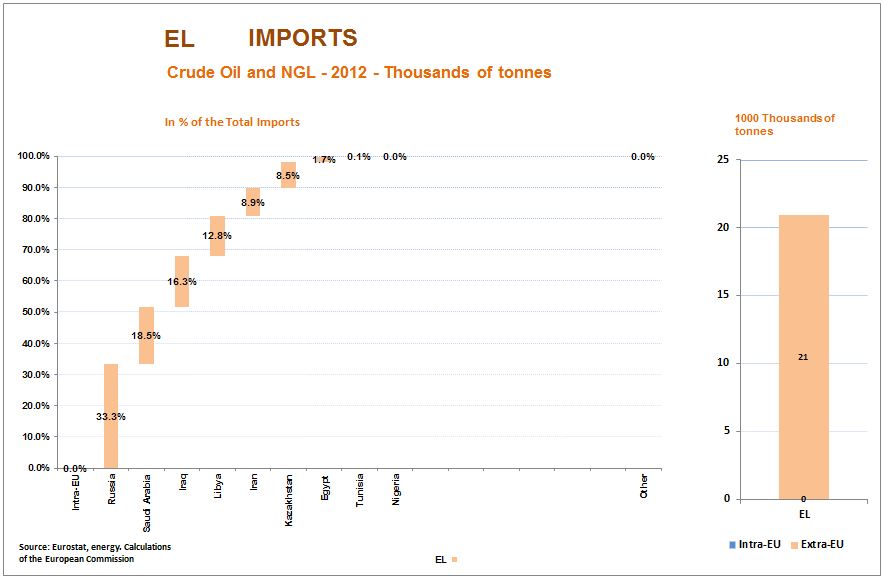 EL IMPORTS
Crude Oil and NGL - 2012 - Thousands of tonnes
In % of the Total Imports
100.0%
90.0%
80.0%
70.0%
60.0%
50.0%
40.0%
30.0%
20.0%
10.0%
0.0%
0.0%
33.3%
18.5%
16.3%
12.8%
8.9%
8.5%
1.7%
0.1%
0.0%
0.0%
Intra-EU
Russia
Saudi Arabia
Iraq
Libya
Iran
Kazakhstan
Egypt
Tunisia
Nigeria
Other
Source: Eurostat, energy. Calculations
of the European Commission
EL
1000 Thousands of
tonnes
25
20
15
10
5
0
21
0
EL
Intra-EU Extra-EU